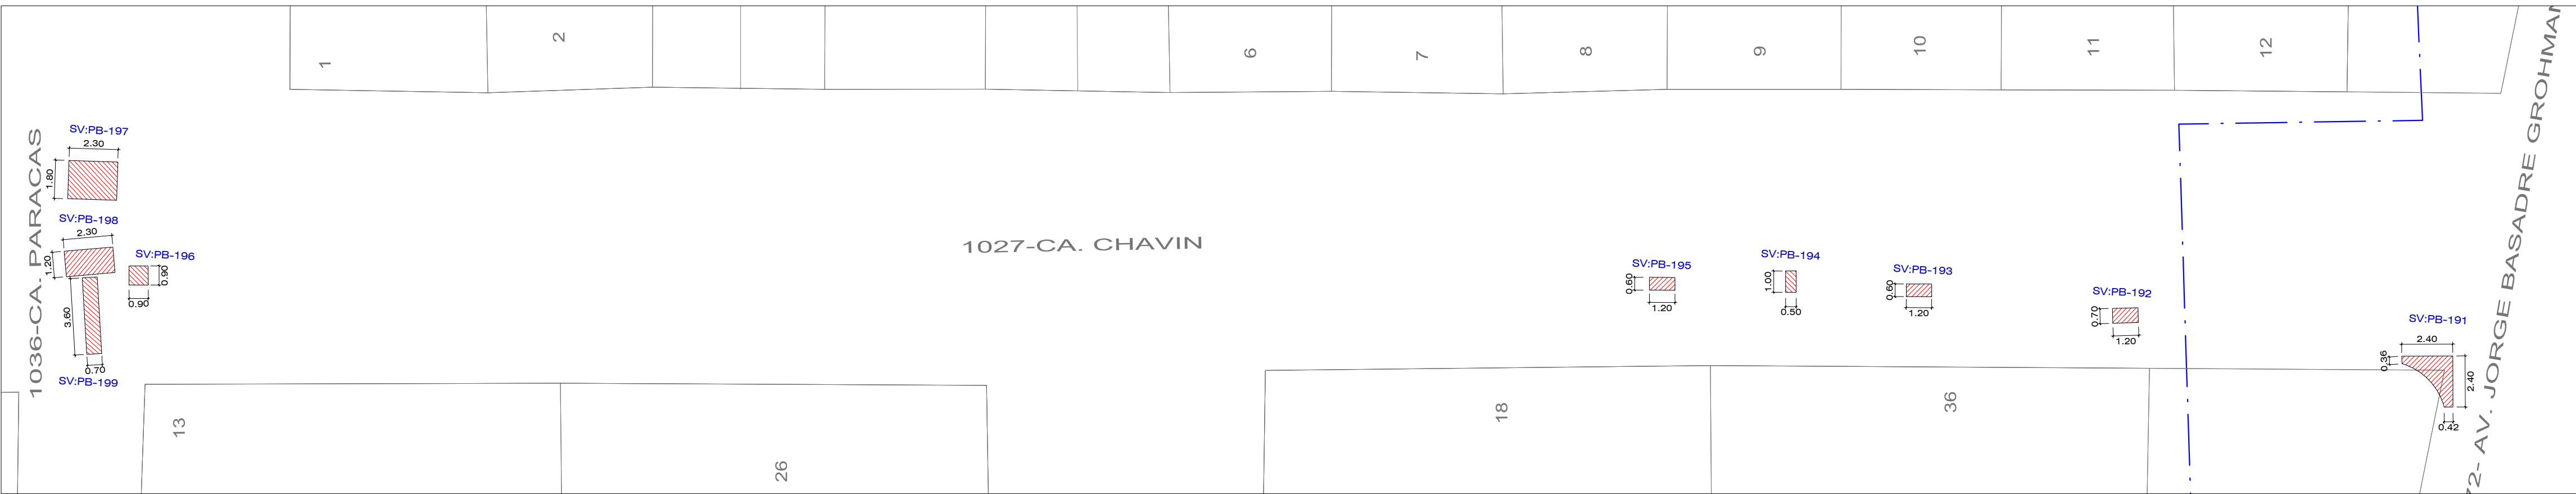 1
2
6
7
8
9
10
11
12
1036-CA. PARACAS
SV:PB-197
2.30
1.80
SV:PB-198
2.30
1.20
SV:PB-196
0.90
0.90
3.60
0.70
SV:PB-199
1027-CA. CHAVIN
SV:PB-195
0.60
1.20
SV:PB-194
1.00
0.50
SV:PB-193
0.60
1.20
SV:PB-192
0.70
1.20
SV:PB-191
2.40
0.36
2.40
0.42
72- AV. JORGE BASADRE GROHMAN
13
26
18
36